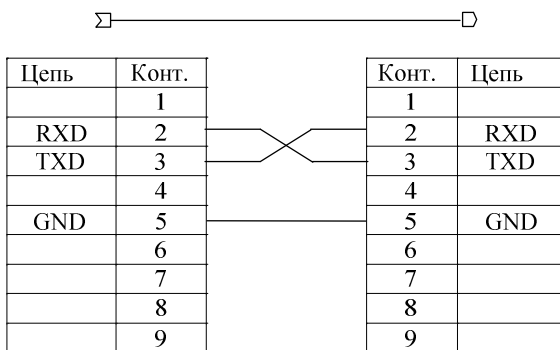 Цепь Конт. Конт. Цепь
1 1
RXD 2 2 RXD
TXD 3 3 TXD
4 4
GND 5 5 GND
6 6
7 7
8 8
9 9